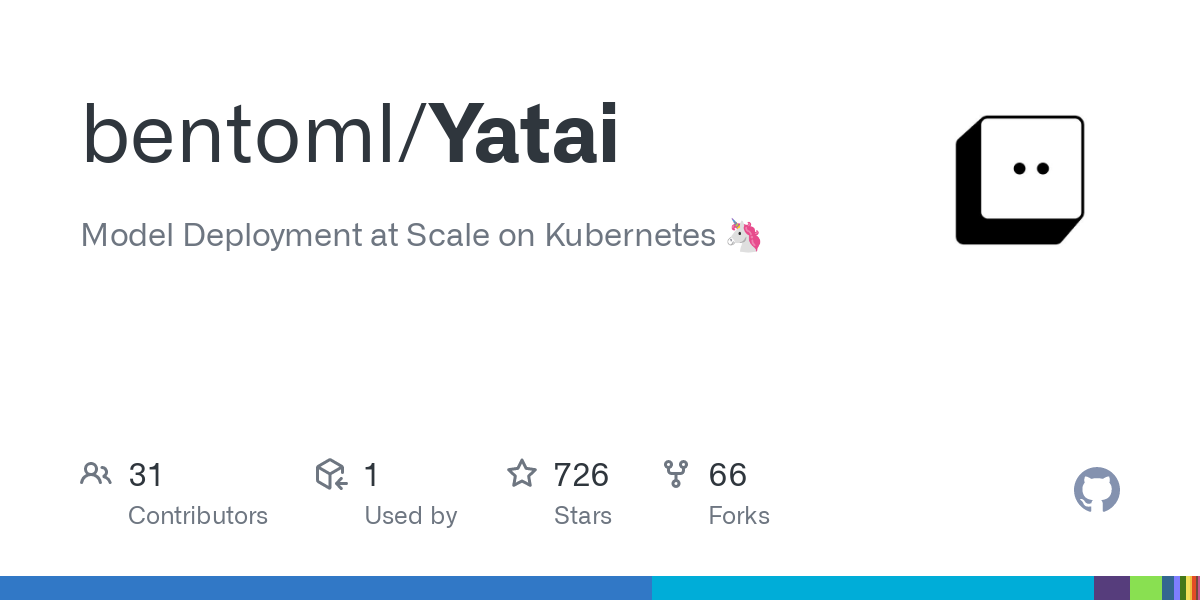 bentoml/Yatai
Model Deployment at Scale on Kubernetes 🦄
31 1 726 66
Contributors Used by Stars Forks